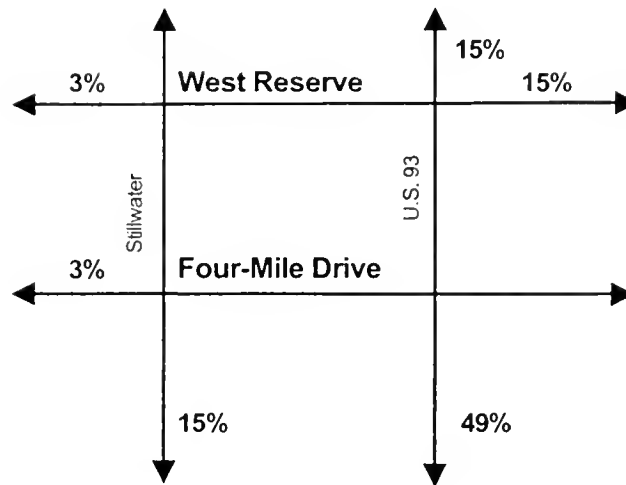 15%
3%
West Reserve
15%
Stillwater
U.S. 93
3%
Four-Mile Drive
15%
49%